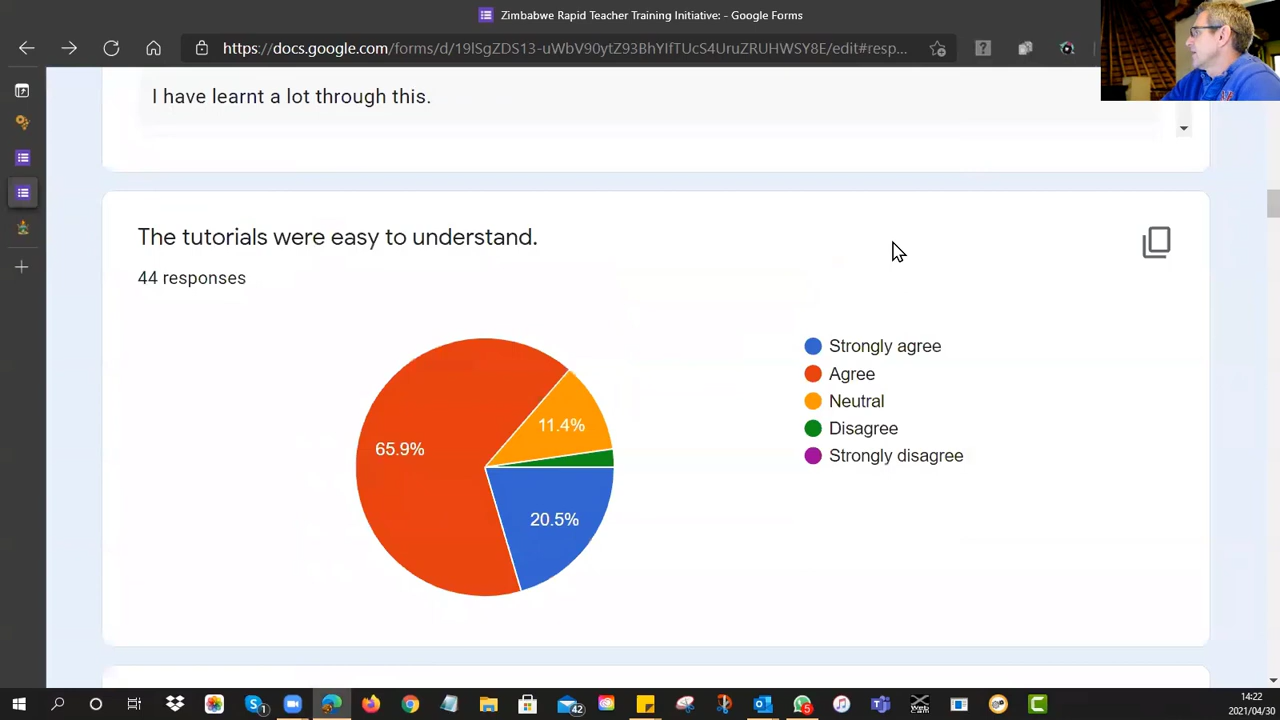 Zimbabwe Rapid Teacher Training Initiative: - Google Forms
https://docs.google.com/forms/d/19lSgZDS13-uWbV90ytZ93BhYlfTUcS4UruZRUHWSY8E/edit#resp...
I have learnt a lot through this.
The tutorials were easy to understand.
44 responses
Strongly agree
Agree
Neutral
Disagree
Strongly disagree
11.4%
65.9%
20.5%
1
42
5
14:22
2021/04/30